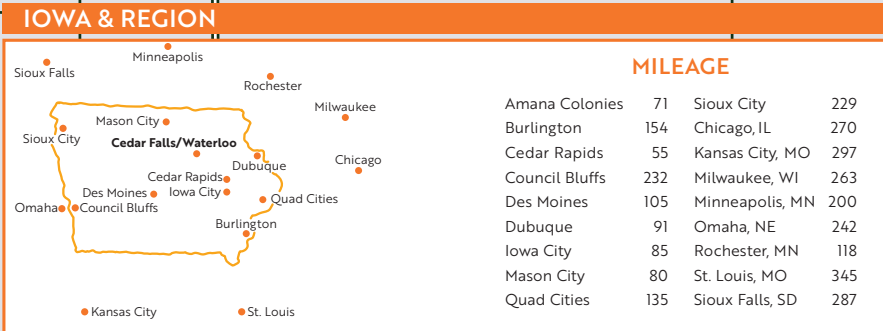 IOWA & REGION
Minneapolis
Sioux Falls
Rochester
Milwaukee
Mason City
Sioux City
Cedar Falls/Waterloo
Dubuque
Chicago
Cedar Rapids
Des Moines
Iowa City
Quad Cities
Omaha
Council Bluffs
Burlington
Kansas City
St. Louis
MILEAGE
Amana Colonies 71
Burlington 154
Cedar Rapids 55
Council Bluffs 232
Des Moines 105
Dubuque 91
Iowa City 85
Mason City 80
Quad Cities 135
Sioux City 229
Chicago, IL 270
Kansas City, MO 297
Milwaukee, WI 263
Minneapolis, MN 200
Omaha, NE 242
Rochester, MN 118
St. Louis, MO 345
Sioux Falls, SD 287